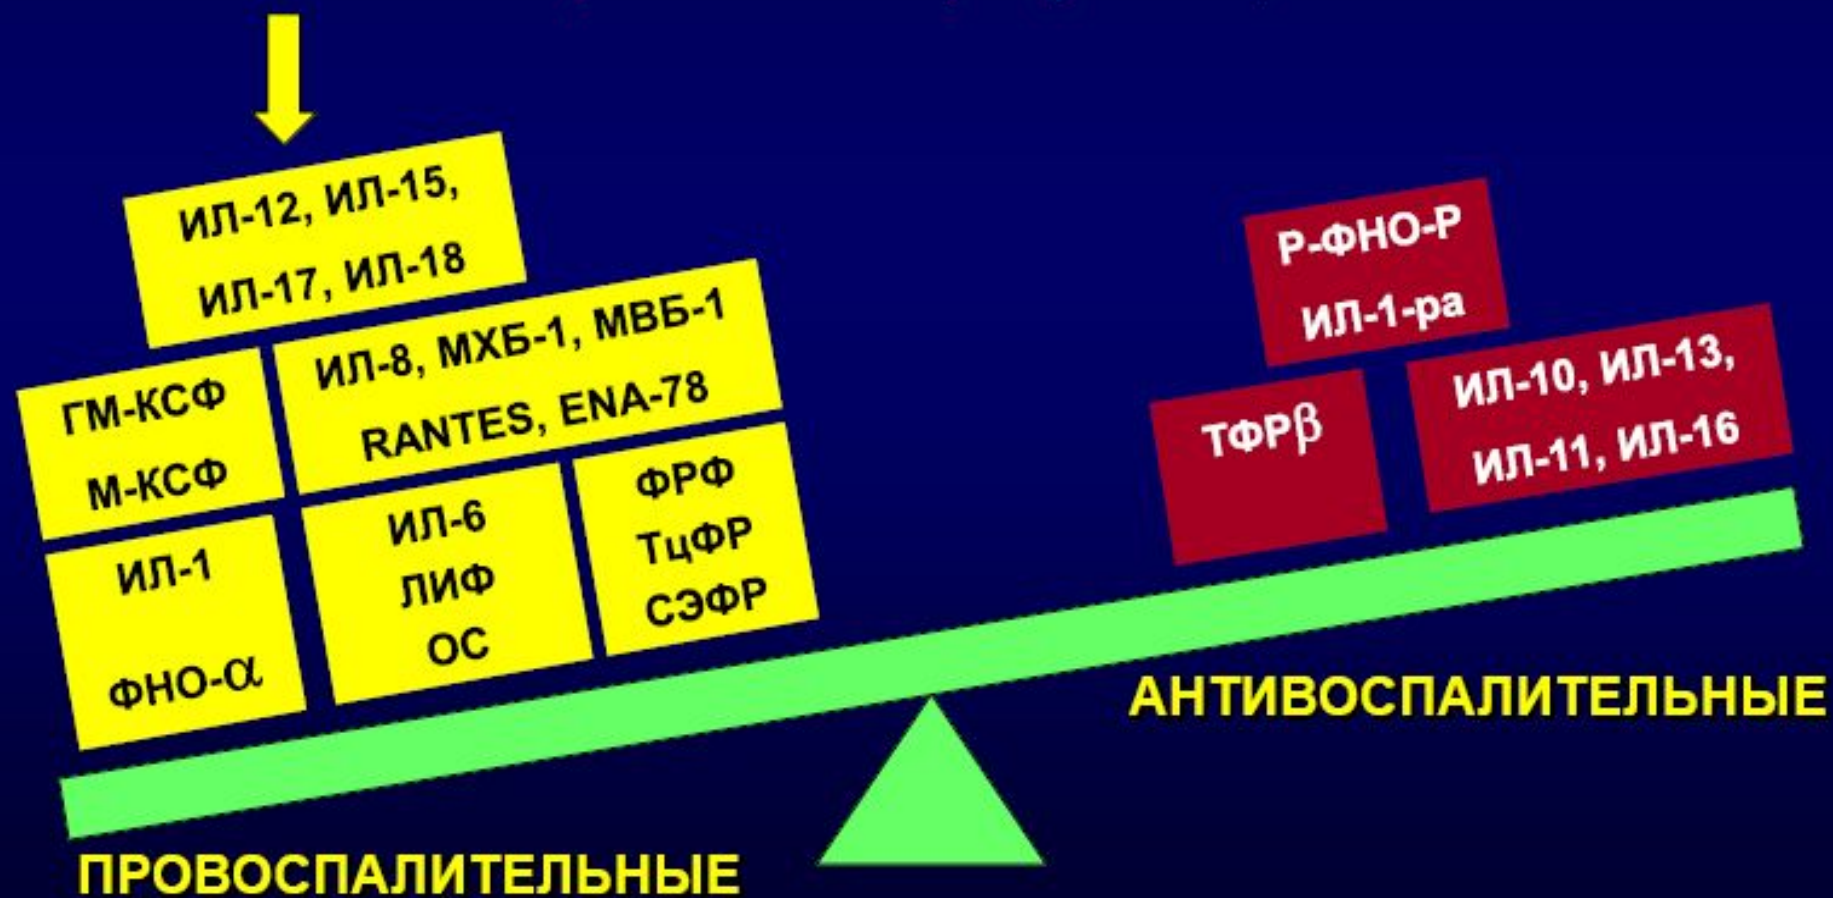 ИЛ-12, ИЛ-15,
ИЛ-17, ИЛ-18
ГМ-КСФ
М-КСФ
ИЛ-8, МХБ-1, МВБ-1
RANTES, ENA-78
ИЛ-1
ФНО-α
ИЛ-6
ЛИФ
ОС
ФРФ
ТцФР
СЭФР
Р-ФНО-Р
ИЛ-1-ра
ТФРβ
ИЛ-10, ИЛ-13,
ИЛ-11, ИЛ-16
АНТИВОСПАЛИТЕЛЬНЫЕ
ПРОВОСПАЛИТЕЛЬНЫЕ